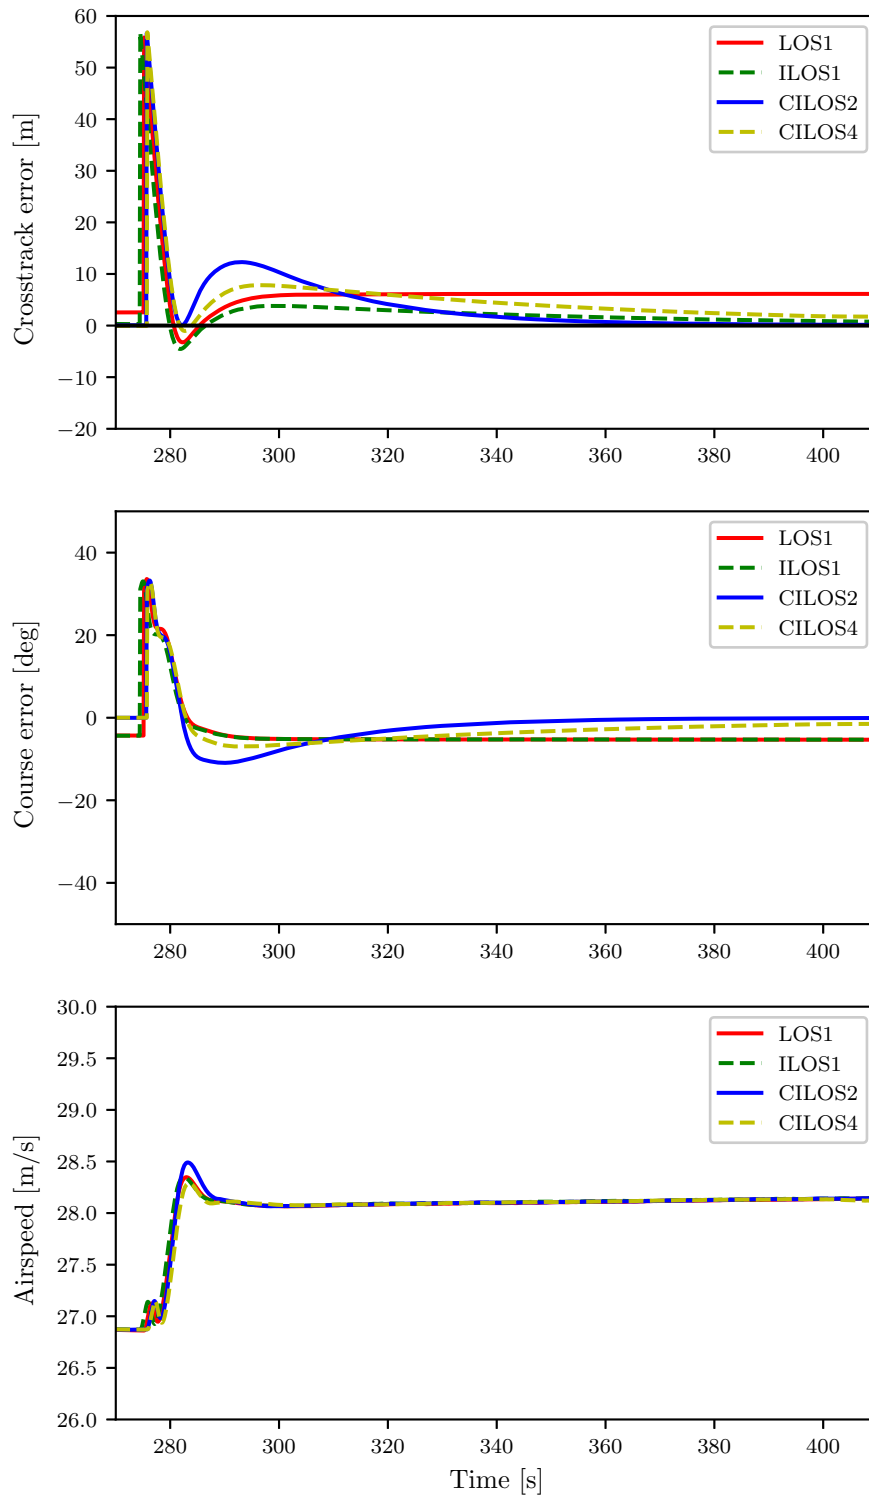 60
50
40
30
20
10
0
−10
−20
Crosstrack error [m]
LOS1
ILOS1
CILOS2
CILOS4
280 300 320 340 360 380 400
40
20
0
−20
−40
Course error [deg]
LOS1
ILOS1
CILOS2
CILOS4
280 300 320 340 360 380 400
30.0
29.5
29.0
28.5
28.0
27.5
27.0
26.5
26.0
Airspeed [m/s]
LOS1
ILOS1
CILOS2
CILOS4
280 300 320 340 360 380 400
Time [s]